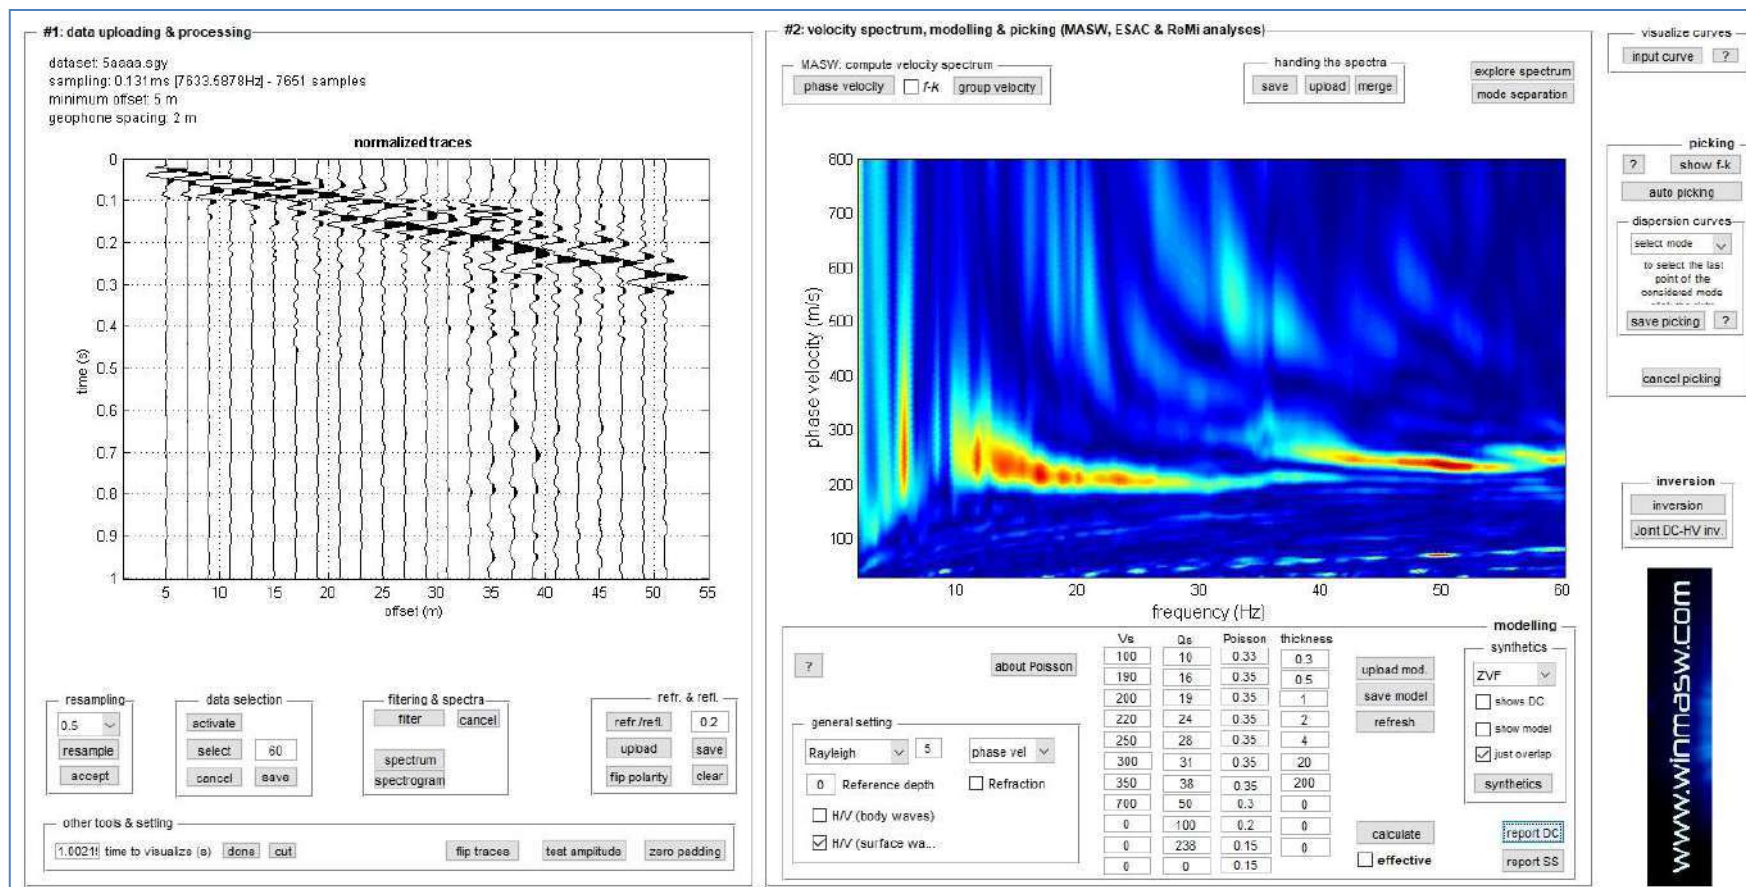 #1: data uploading & processing
dataset: 5aaaa.sgy
sampling: 0.131ms [7633.5878Hz] - 7651 samples
minimum offset: 5 m
geophone spacing: 2 m
normalized traces
0
0.1
0.2
0.3
0.4
0.5
0.6
0.7
0.8
0.9
1
time (s)
5 10 15 20 25 30 35 40 45 50 55
offset (m)
resampling
0.5
resample
accept
data selection
activate
select 60
cancel save
filtering & spectra
filter cancel
spectrum
spectrogram
refr. & refl.
refr./refl. 0.2
upload save
flip polarity clear
other tools & setting
time to visualize (s) done cut flip traces test amplitude zero padding
#2: velocity spectrum, modelling & picking (MASW, ESAC & ReMi analyses)
MASW: compute velocity spectrum
phase velocity f-k group velocity
handling the spectra
save upload merge
explore spectrum
mode separation
800
700
600
500
400
300
200
100
phase velocity (m/s)
10 20 30 40 50 60
frequency (Hz)
? about Poisson
general setting
Rayleigh 5 phase vel
0 Reference depth Refraction
H/V (body waves)
H/V (surface wa...
Vs Qs Poisson thickness
100 10 0.33 0.3
190 16 0.35 0.5
200 19 0.35 1
220 24 0.35 2
250 28 0.35 4
300 31 0.35 20
350 38 0.35 200
700 50 0.3 0
0 100 0.2 0
0 238 0.15 0
0 0 0.15
upload mod.
save model
refresh
calculate
effective
modelling
synthetics
ZVF
shows DC
show model
just overlap
synthetics
report DC
report SS
visualize curves
input curve ?
picking
? show f-k
auto picking
dispersion curves
select mode
to select the last
point of the
considered mode
save picking ?
cancel picking
inversion
inversion
Joint DC-HV inv.
www.winmasw.com